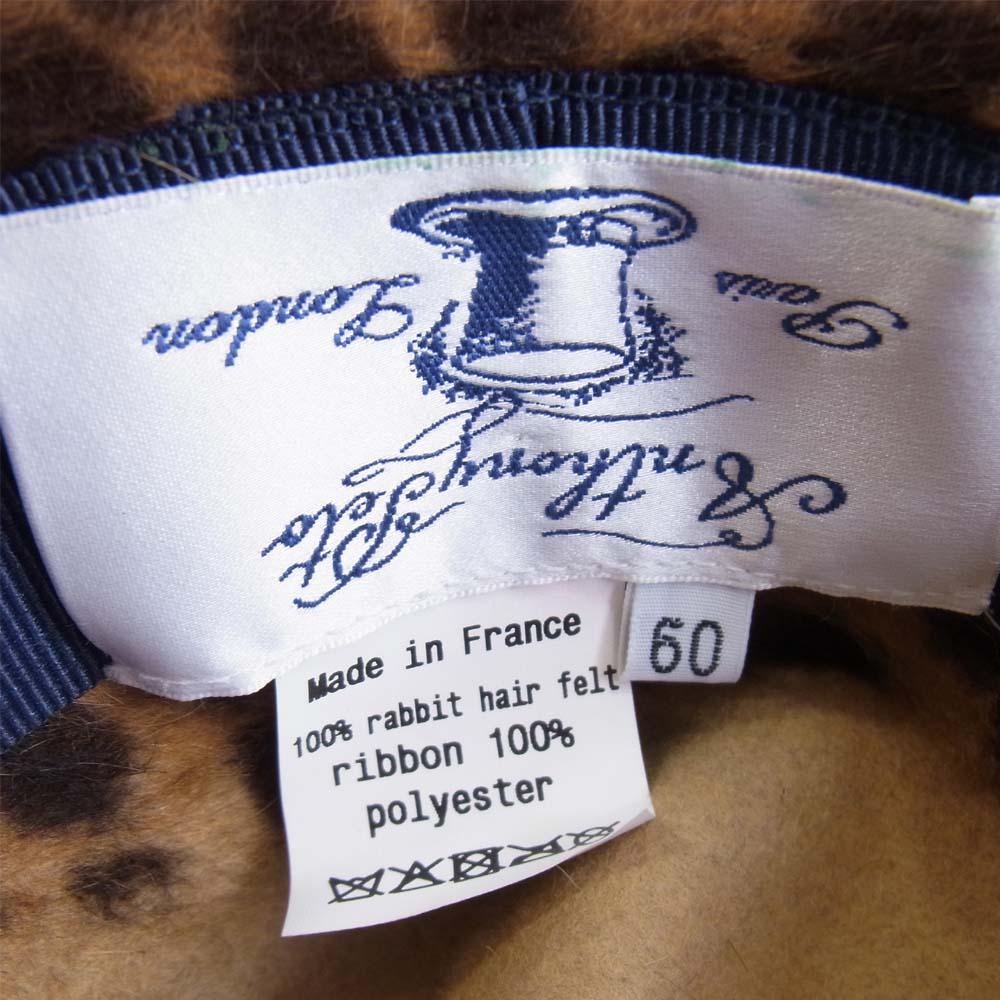 Anthony Peto
Paris London
60
Made in France
100% rabbit hair felt
ribbon 100%
polyester